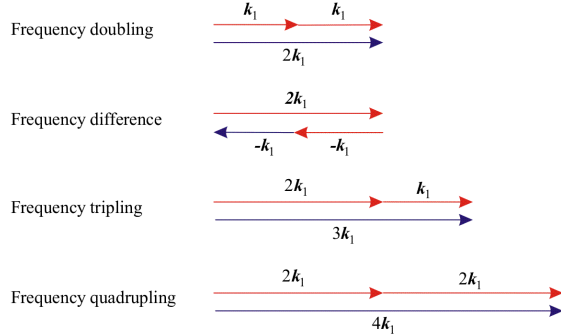 Frequency doubling
k₁ k₁
2k₁
Frequency difference
2k₁
-k₁ -k₁
Frequency tripling
2k₁ k₁
3k₁
Frequency quadrupling
2k₁ 2k₁
4k₁